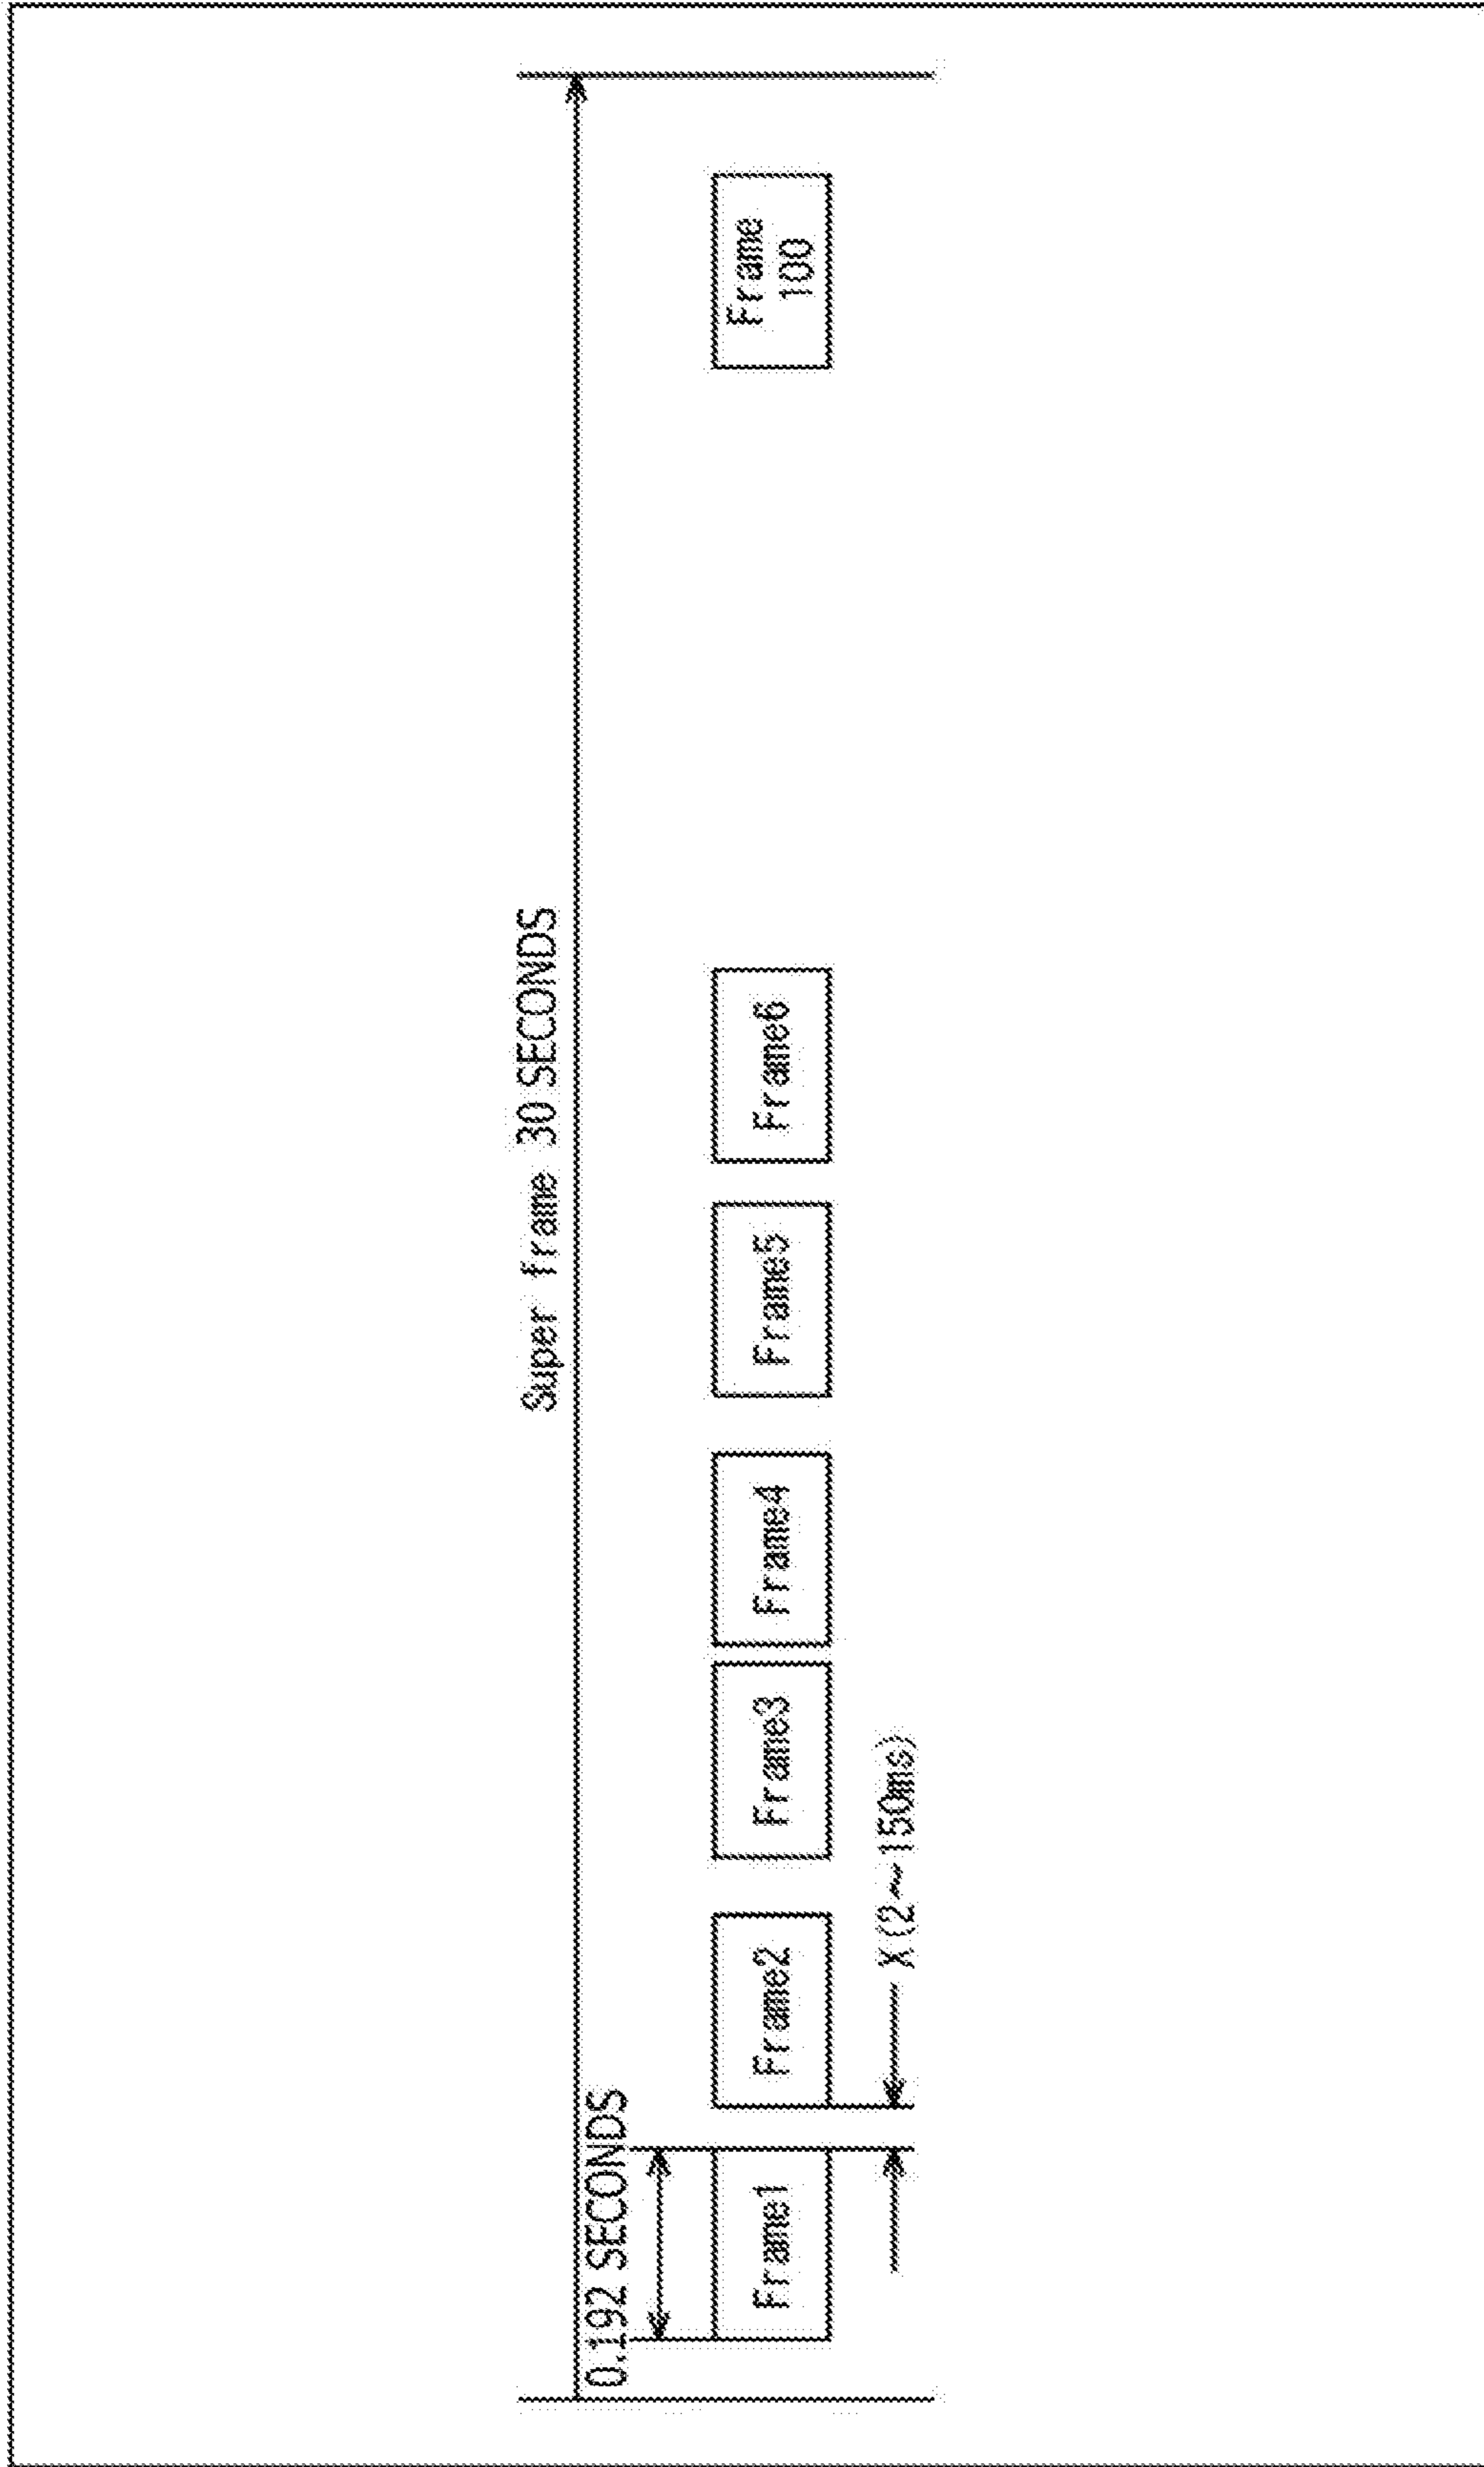 Super frame 30 SECONDS
0.192 SECONDS
Frame1
Frame2
Frame3
Frame4
Frame5
Frame6
Frame
100
X(2~150ms)